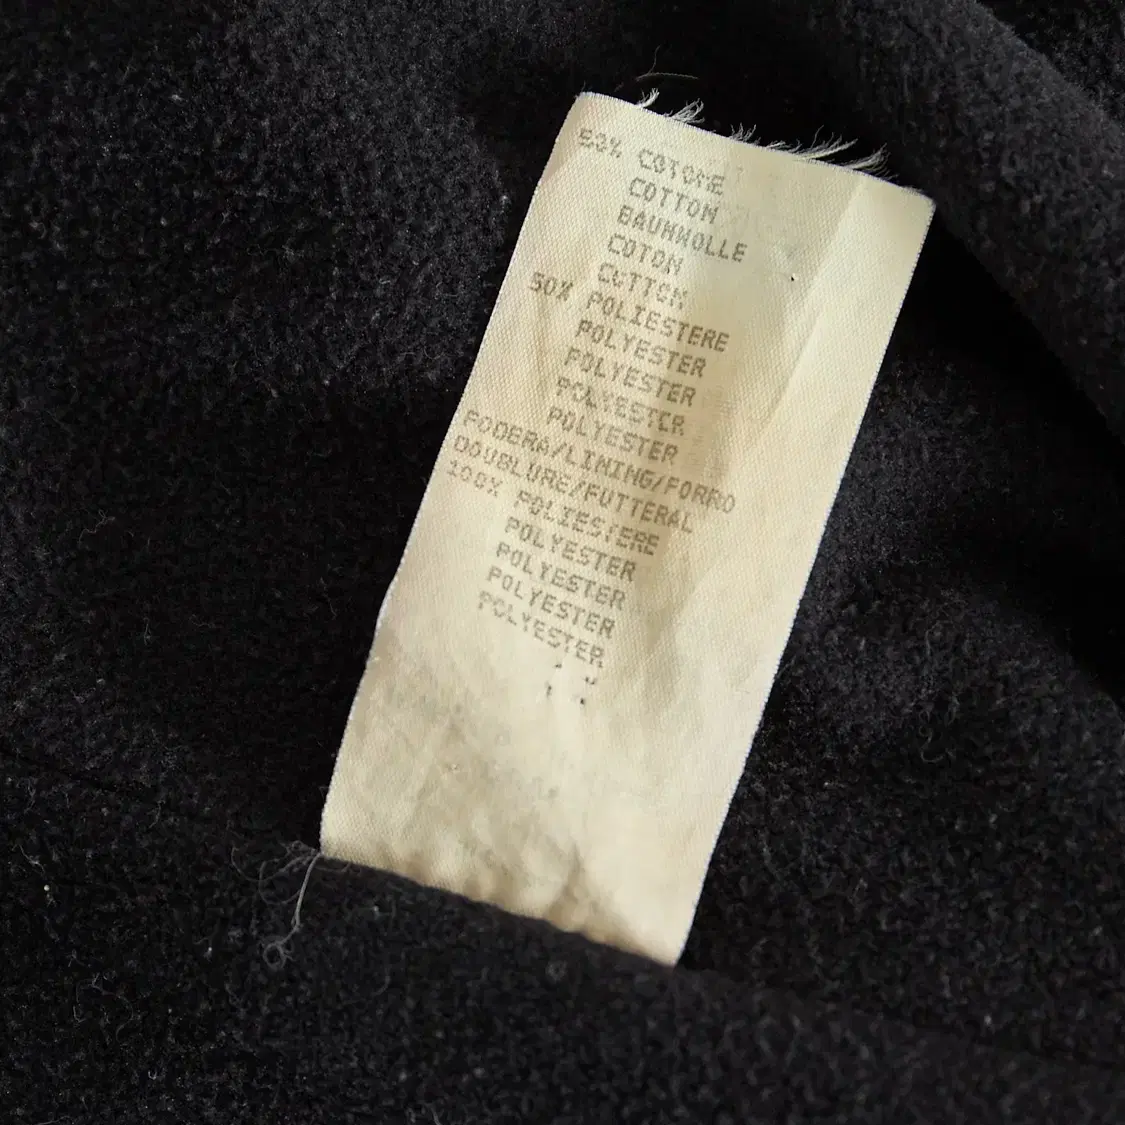 50% COTONE
COTTON
BAUMWOLLE
COTON
COTTON
50% POLIESTERE
POLYESTER
POLYESTER
POLYESTER
POLYESTER
FODERA/LINING/FORRO
DOUBLURE/FUTTERAL
100% POLIESTERE
POLYESTER
POLYESTER
POLYESTER
POLYESTER